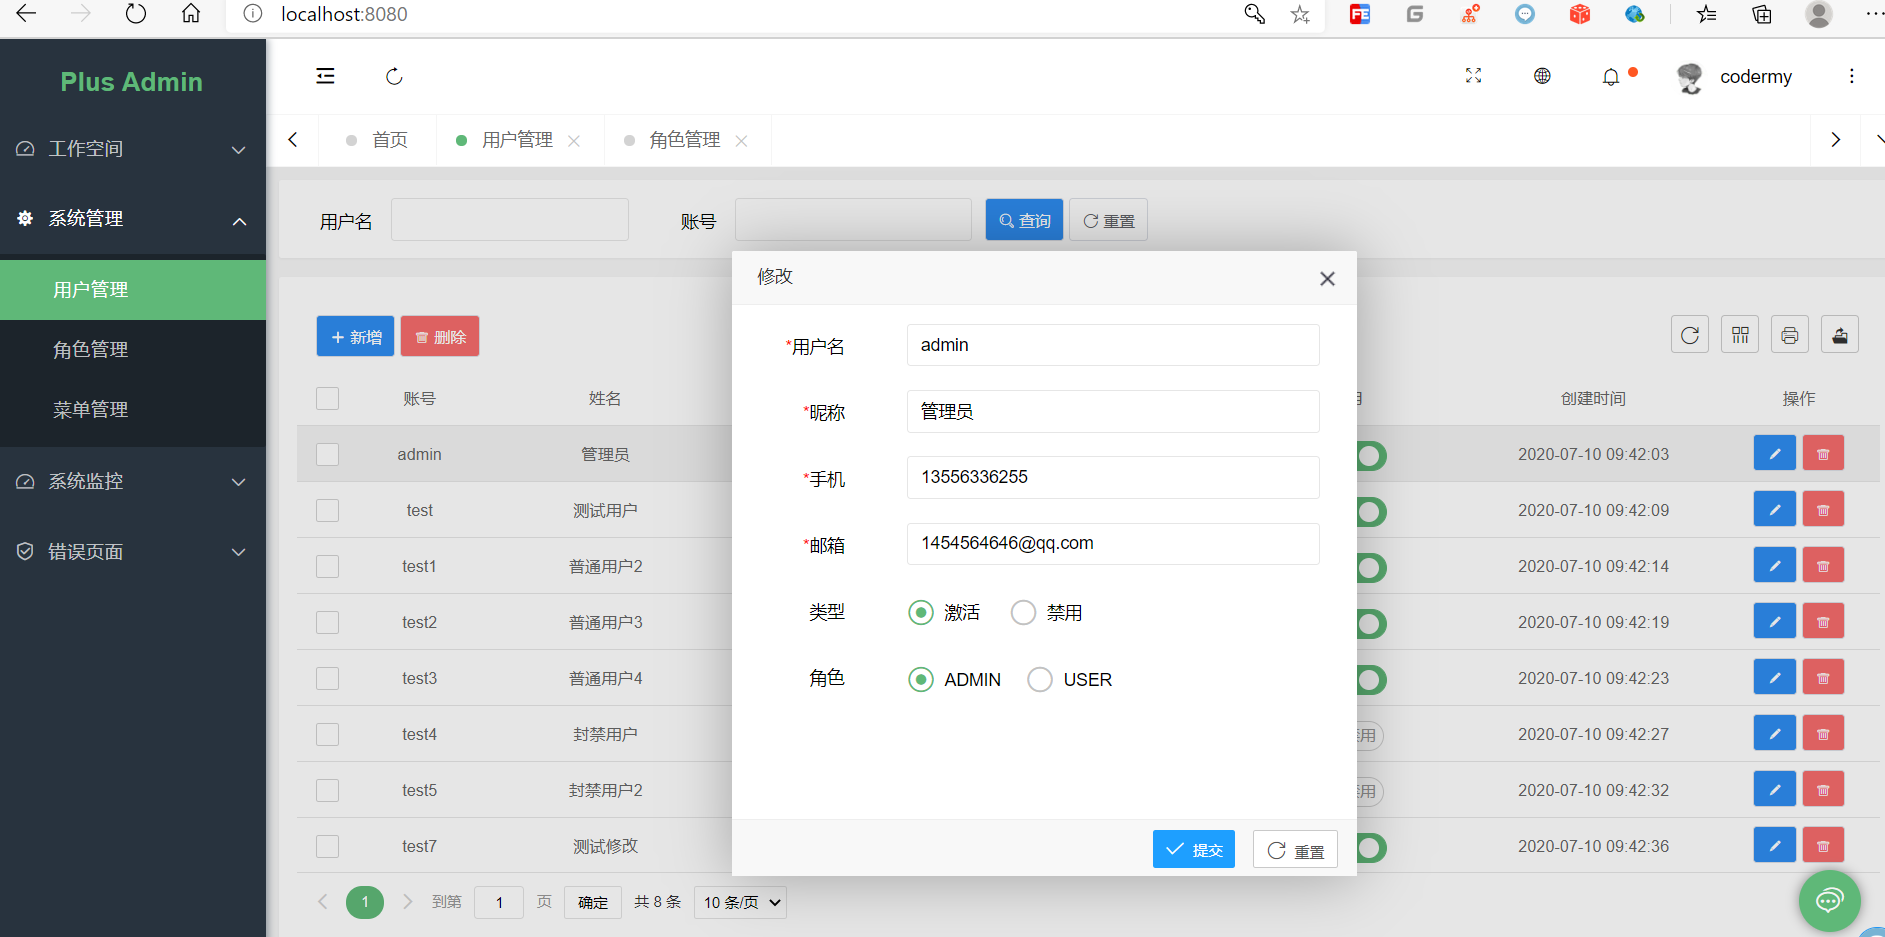 localhost:8080
Plus Admin
codermy
工作空间
首页
用户管理
角色管理
系统管理
用户名
账号
查询
重置
用户管理
角色管理
菜单管理
系统监控
错误页面
新增
删除
账号 姓名 创建时间 操作
admin 管理员 2020-07-10 09:42:03
test 测试用户 2020-07-10 09:42:09
test1 普通用户2 2020-07-10 09:42:14
test2 普通用户3 2020-07-10 09:42:19
test3 普通用户4 2020-07-10 09:42:23
test4 封禁用户 用 2020-07-10 09:42:27
test5 封禁用户2 用 2020-07-10 09:42:32
test7 测试修改 2020-07-10 09:42:36
1 到第 1 页 确定 共 8 条 10 条/页
修改
*用户名 admin
*昵称 管理员
*手机 13556336255
*邮箱 1454564646@qq.com
类型 激活 禁用
角色 ADMIN USER
提交 重置